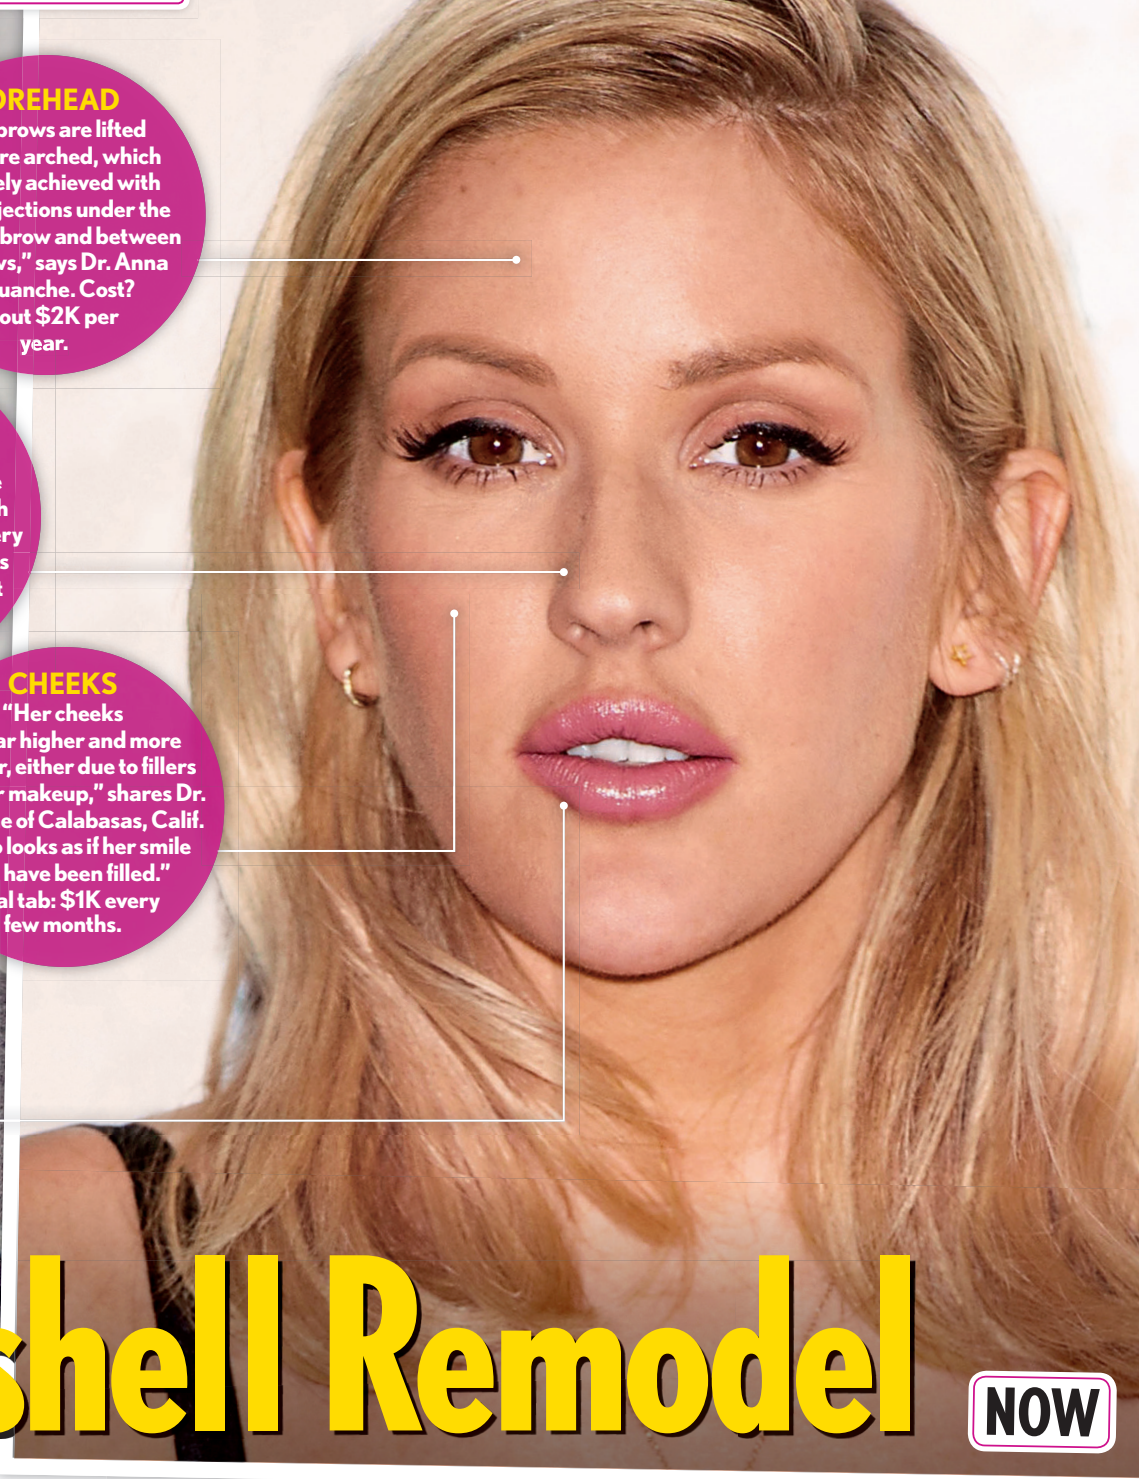 OREHEAD
brows are lifted
re arched, which
ely achieved with
jections under the
brow and between
ws,” says Dr. Anna
uanche. Cost?
out $2K per
year.
e
h
ery
s
t
CHEEKS
“Her cheeks
ar higher and more
r, either due to fillers
r makeup,” shares Dr.
e of Calabasas, Calif.
o looks as if her smile
have been filled.”
al tab: $1K every
few months.
shell Remodel
NOW